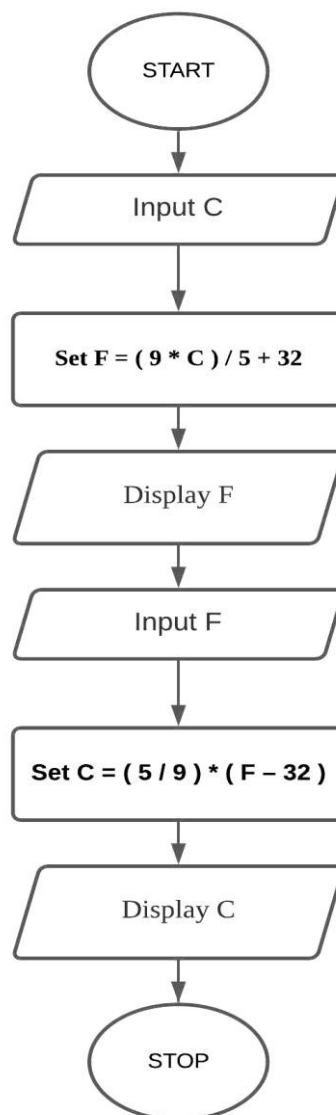 START
Input C
Set F = ( 9 * C ) / 5 + 32
Display F
Input F
Set C = ( 5 / 9 ) * ( F – 32 )
Display C
STOP